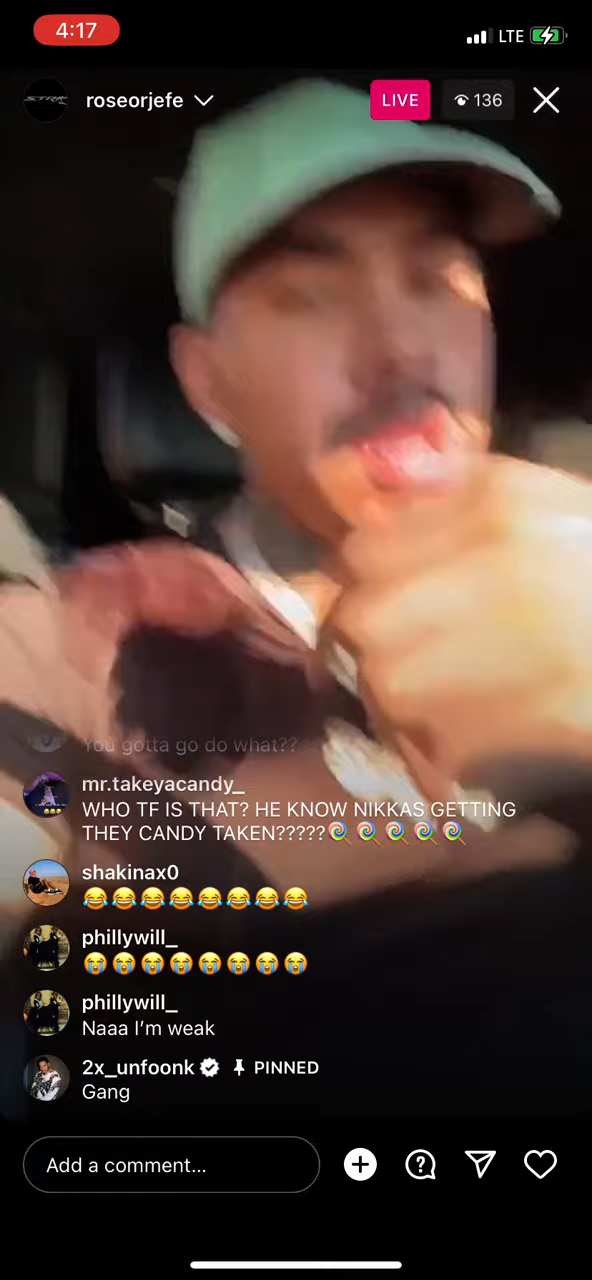 4:17
LTE
STRK
roseorjefe
LIVE
136
You gotta go do what??
mr.takeyacandy_
WHO TF IS THAT? HE KNOW NIKKAS GETTING
THEY CANDY TAKEN?????🍭🍭🍭🍭🍭
shakinax0
😂😂😂😂😂😂😂😂
phillywill_
😭😭😭😭😭😭😭😭
phillywill_
Naaa I’m weak
2x_unfoonk PINNED
Gang
Add a comment...